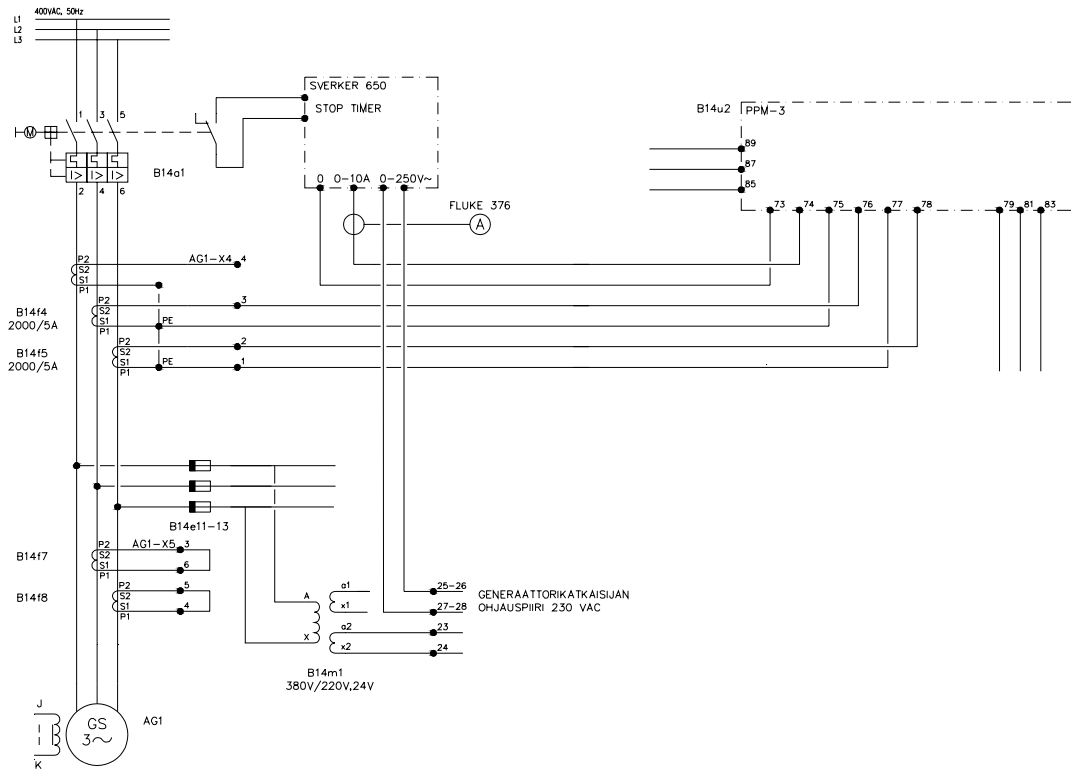 400VAC, 50Hz
L1
L2
L3
SVERKER 650
STOP TIMER
B14u2
PPM-3
1
3
5
M
89
87
85
I>
I>
I>
B14a1
2
4
6
0
0-10A
0-250V~
FLUKE 376
A
73
74
75
76
77
78
79
81
83
P2
S2
S1
P1
AG1-X4
4
B14f4
2000/5A
P2
S2
S1
P1
3
PE
B14f5
2000/5A
P2
S2
S1
P1
2
PE
1
B14e11-13
B14f7
P2
S2
S1
P1
AG1-X5
3
6
B14f8
P2
S2
S1
P1
5
4
A
X
a1
x1
a2
x2
25-26
27-28
23
24
GENERAATTORIKATKAISIJAN
OHJAUSPIIRI 230 VAC
B14m1
380V/220V,24V
J
K
GS
3~
AG1